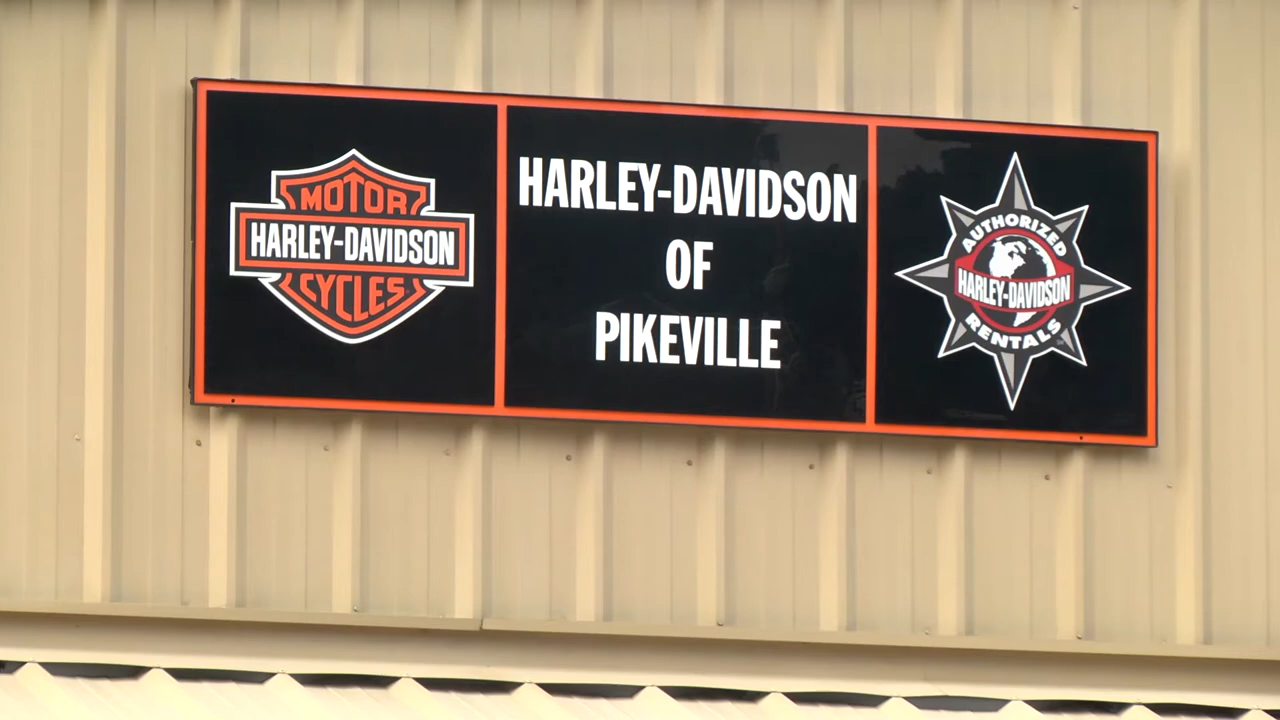 MOTOR
HARLEY-DAVIDSON
CYCLES
HARLEY-DAVIDSON
OF
PIKEVILLE
AUTHORIZED
HARLEY-DAVIDSON
RENTALS